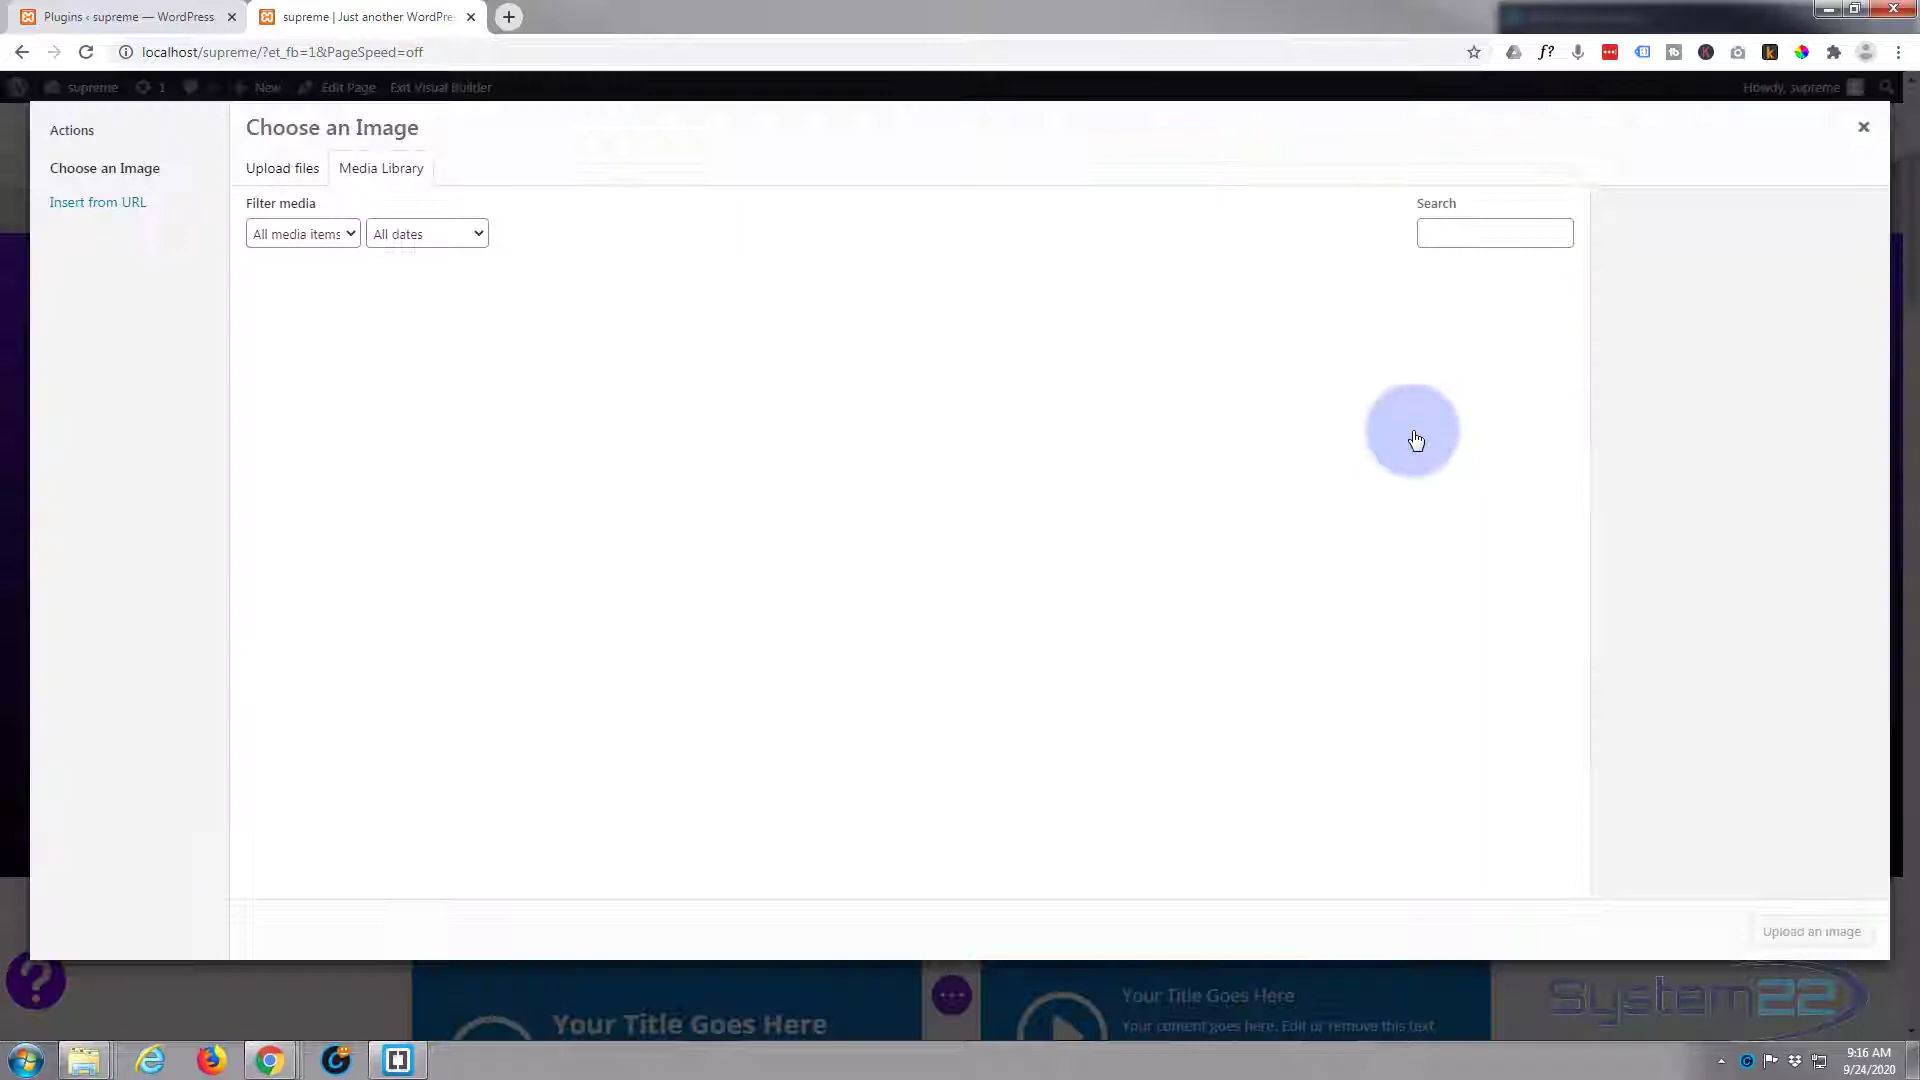 Plugins ‹ supreme — WordPress
supreme | Just another WordPre
localhost/supreme/?et_fb=1&PageSpeed=off
f?
supreme
1
New
Edit Page
Exit Visual Builder
Howdy, supreme
Actions
Choose an Image
Insert from URL
Choose an Image
Upload files
Media Library
Filter media
All media items
All dates
Search
Upload an image
Your Title Goes Here
Your Title Goes Here
Your content goes here. Edit or remove this text
System22
9:16 AM
9/24/2020